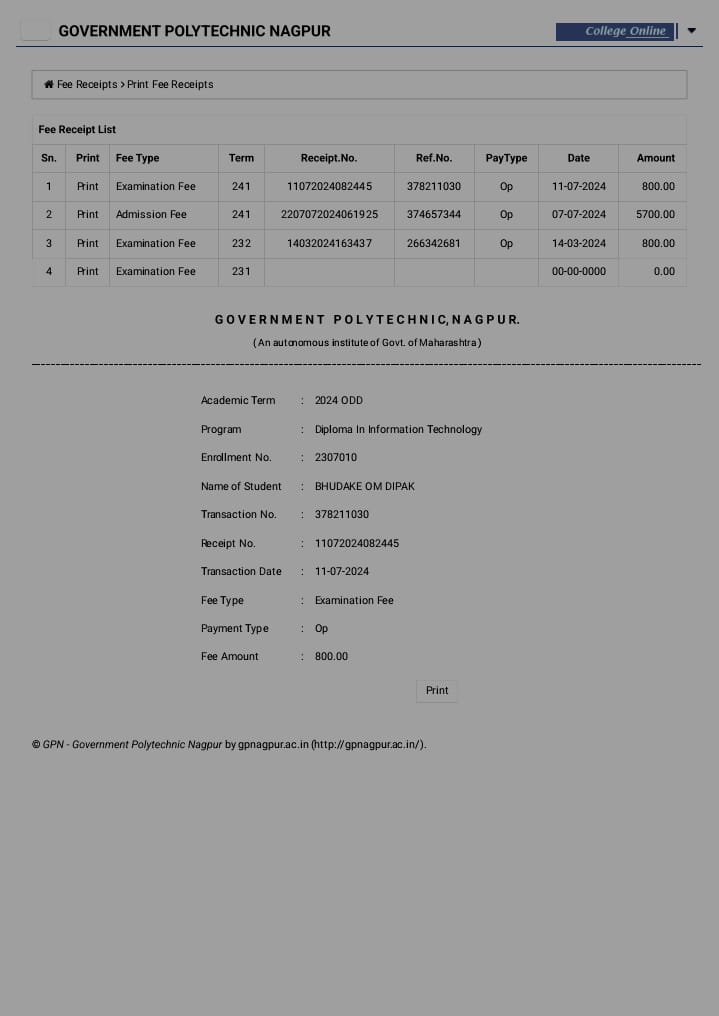 GOVERNMENT POLYTECHNIC NAGPUR
College Online
Fee Receipts > Print Fee Receipts
Fee Receipt List
Sn. Print Fee Type Term Receipt.No. Ref.No. PayType Date Amount
1 Print Examination Fee 241 11072024082445 378211030 Op 11-07-2024 800.00
2 Print Admission Fee 241 2207072024061925 374657344 Op 07-07-2024 5700.00
3 Print Examination Fee 232 14032024163437 266342681 Op 14-03-2024 800.00
4 Print Examination Fee 231 00-00-0000 0.00
GOVERNMENT POLYTECHNIC, NAGPUR.
(An autonomous institute of Govt. of Maharashtra)
Academic Term : 2024 ODD
Program : Diploma In Information Technology
Enrollment No. : 2307010
Name of Student : BHUDAKE OM DIPAK
Transaction No. : 378211030
Receipt No. : 11072024082445
Transaction Date : 11-07-2024
Fee Type : Examination Fee
Payment Type : Op
Fee Amount : 800.00
Print
© GPN - Government Polytechnic Nagpur by gpnagpur.ac.in (http://gpnagpur.ac.in/).